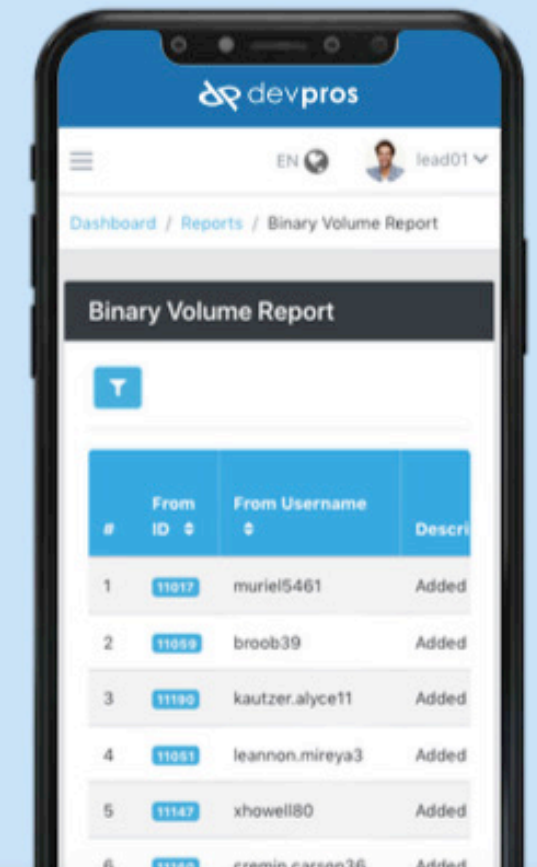 devpros
EN lead01
Dashboard / Reports / Binary Volume Report
Binary Volume Report
# From ID From Username Descri
1 11017 muriel5461 Added
2 11059 broob39 Added
3 11190 kautzer.alyce11 Added
4 11051 leannon.mireya3 Added
5 11147 xhowell80 Added
6 cremin.carson36 Added